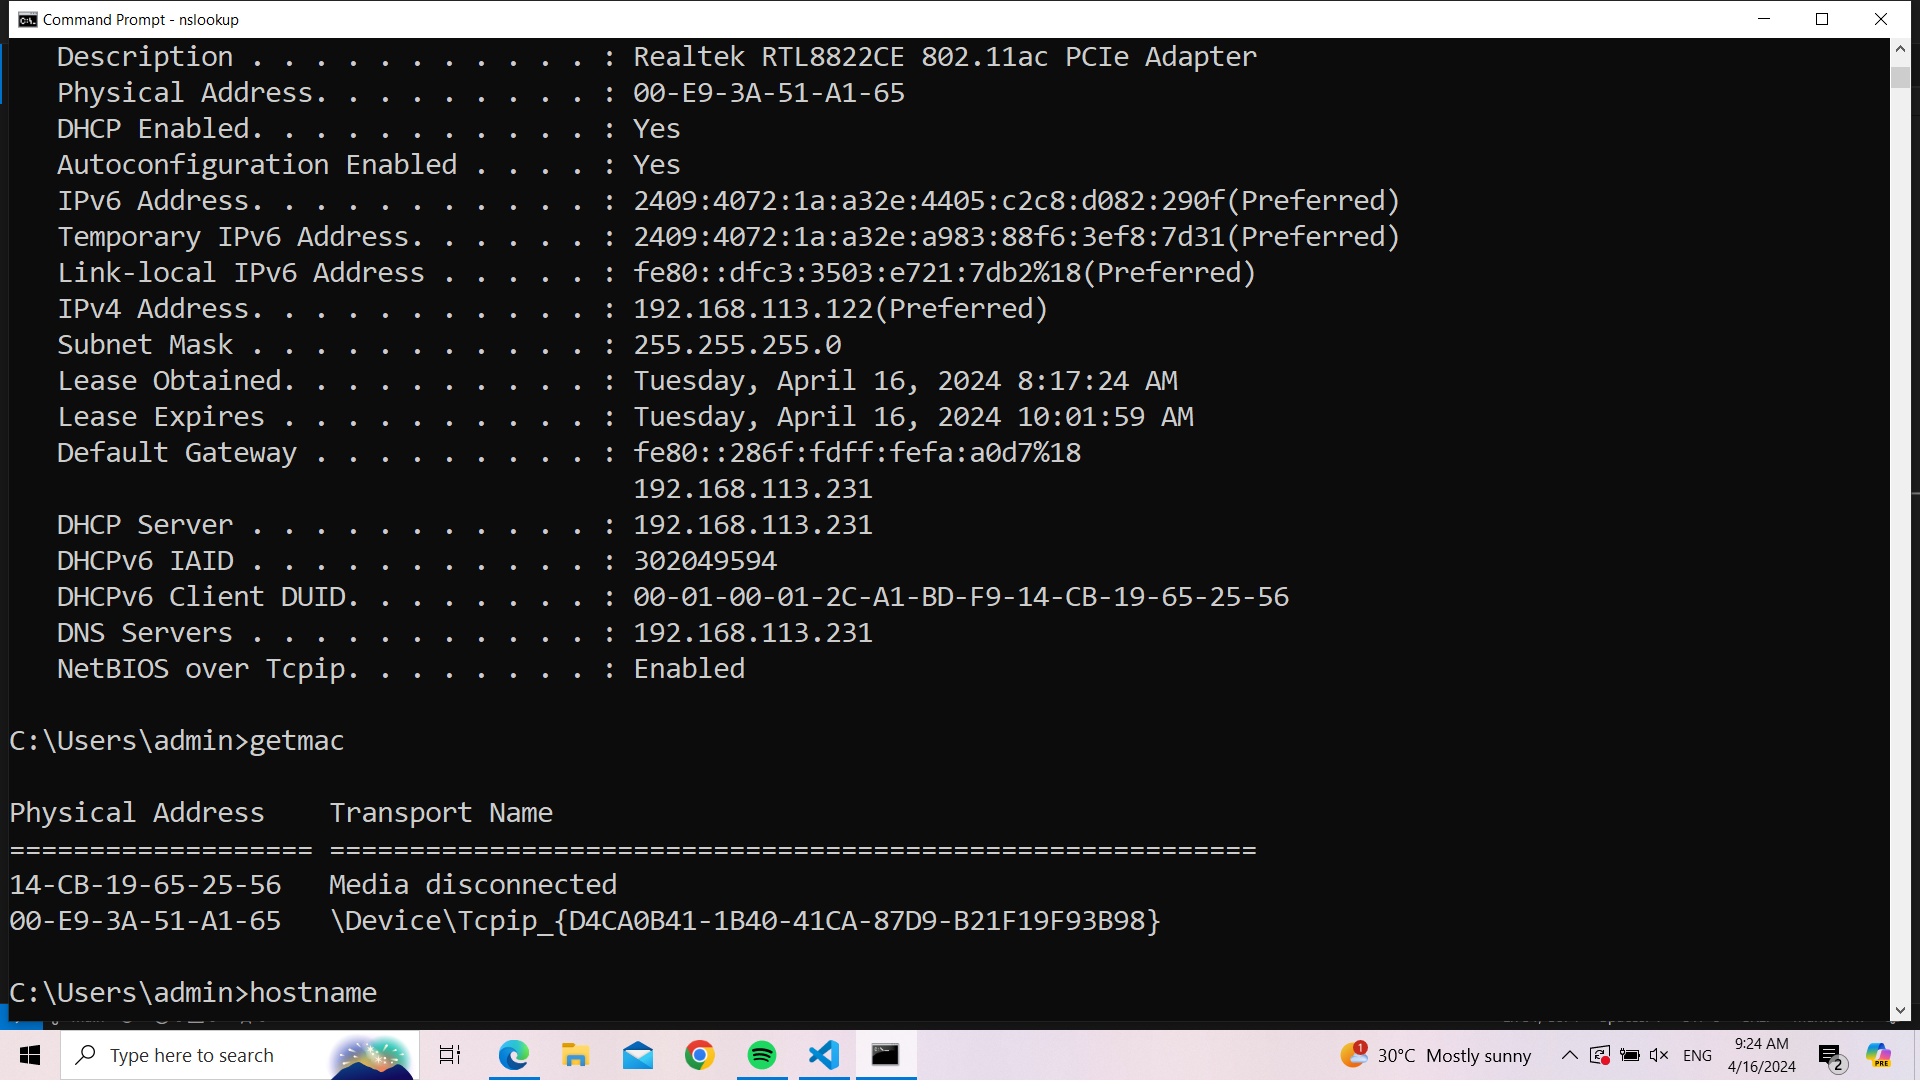 Command Prompt - nslookup
Description . . . . . . . . . . . : Realtek RTL8822CE 802.11ac PCIe Adapter
Physical Address. . . . . . . . . : 00-E9-3A-51-A1-65
DHCP Enabled. . . . . . . . . . . : Yes
Autoconfiguration Enabled . . . . : Yes
IPv6 Address. . . . . . . . . . . : 2409:4072:1a:a32e:4405:c2c8:d082:290f(Preferred)
Temporary IPv6 Address. . . . . . : 2409:4072:1a:a32e:a983:88f6:3ef8:7d31(Preferred)
Link-local IPv6 Address . . . . . : fe80::dfc3:3503:e721:7db2%18(Preferred)
IPv4 Address. . . . . . . . . . . : 192.168.113.122(Preferred)
Subnet Mask . . . . . . . . . . . : 255.255.255.0
Lease Obtained. . . . . . . . . . : Tuesday, April 16, 2024 8:17:24 AM
Lease Expires . . . . . . . . . . : Tuesday, April 16, 2024 10:01:59 AM
Default Gateway . . . . . . . . . : fe80::286f:fdff:fefa:a0d7%18
192.168.113.231
DHCP Server . . . . . . . . . . . : 192.168.113.231
DHCPv6 IAID . . . . . . . . . . . : 302049594
DHCPv6 Client DUID. . . . . . . . : 00-01-00-01-2C-A1-BD-F9-14-CB-19-65-25-56
DNS Servers . . . . . . . . . . . : 192.168.113.231
NetBIOS over Tcpip. . . . . . . . : Enabled
C:\Users\admin>getmac
Physical Address    Transport Name
=================== ==========================================================
14-CB-19-65-25-56   Media disconnected
00-E9-3A-51-A1-65   \Device\Tcpip_{D4CA0B41-1B40-41CA-87D9-B21F19F93B98}
C:\Users\admin>hostname
Type here to search
1
30°C Mostly sunny
ENG
9:24 AM
4/16/2024
2
PRE